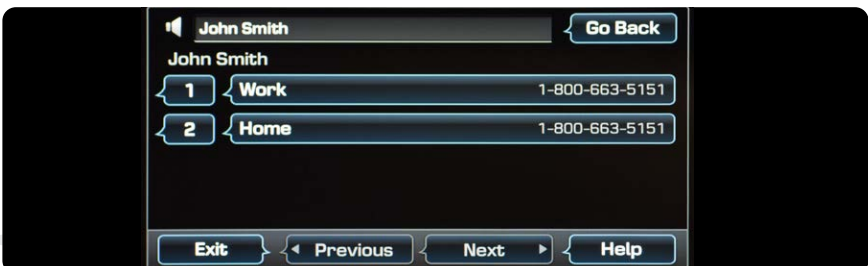 John Smith Go Back
John Smith
1 Work 1-800-663-5151
2 Home 1-800-663-5151
Exit Previous Next Help